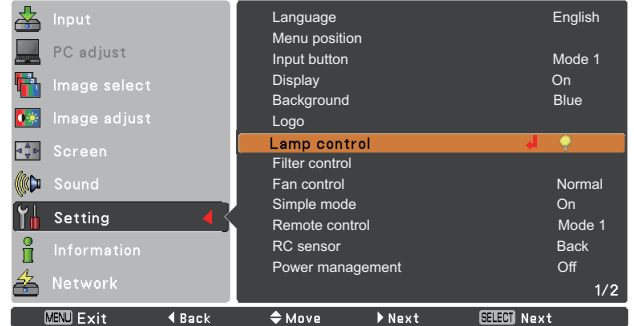 Input
PC adjust
Image select
Image adjust
Screen
Sound
Setting
Information
Network
Language English
Menu position
Input button Mode 1
Display On
Background Blue
Logo
Lamp control
Filter control
Fan control Normal
Simple mode On
Remote control Mode 1
RC sensor Back
Power management Off
1/2
MENU Exit Back Move Next SELECT Next